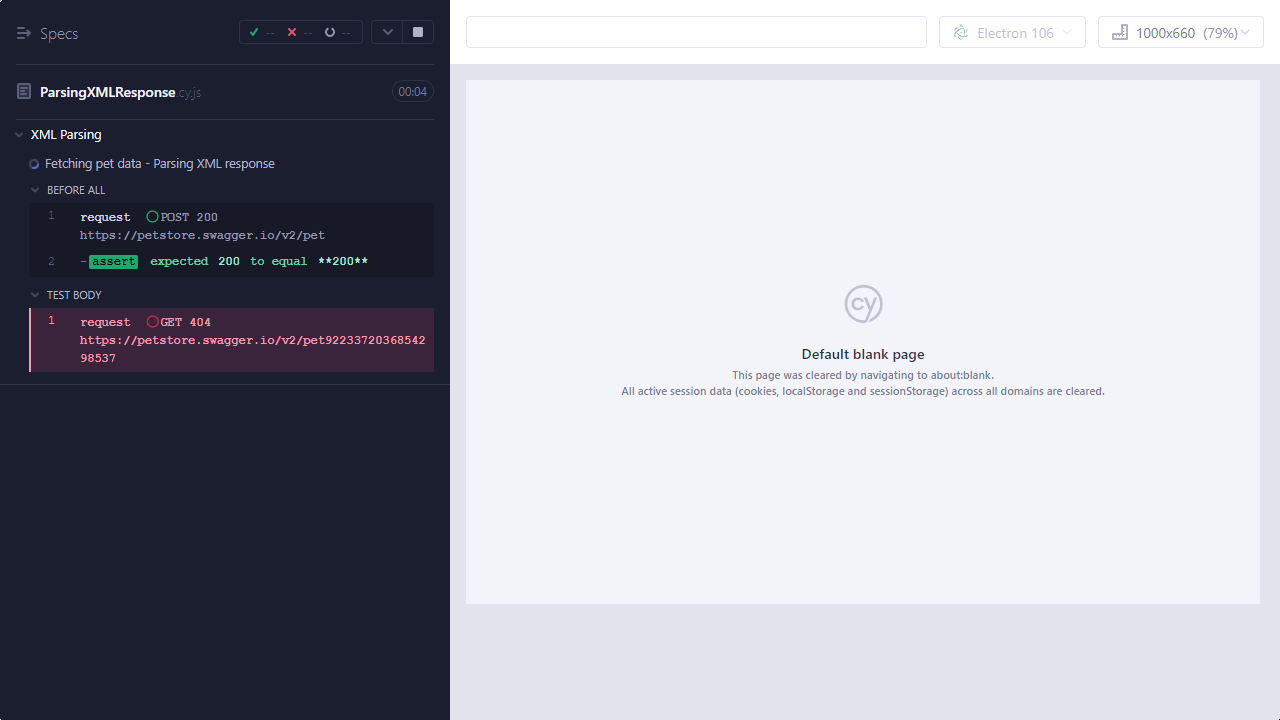 Specs
-- -- --
ParsingXMLResponse.cy.js 00:04
XML Parsing
Fetching pet data - Parsing XML response
BEFORE ALL
1 request POST 200
https://petstore.swagger.io/v2/pet
2 -assert expected 200 to equal **200**
TEST BODY
1 request GET 404
https://petstore.swagger.io/v2/pet92233720368542
98537
Electron 106
1000x660 (79%)
cy
Default blank page
This page was cleared by navigating to about:blank.
All active session data (cookies, localStorage and sessionStorage) across all domains are cleared.